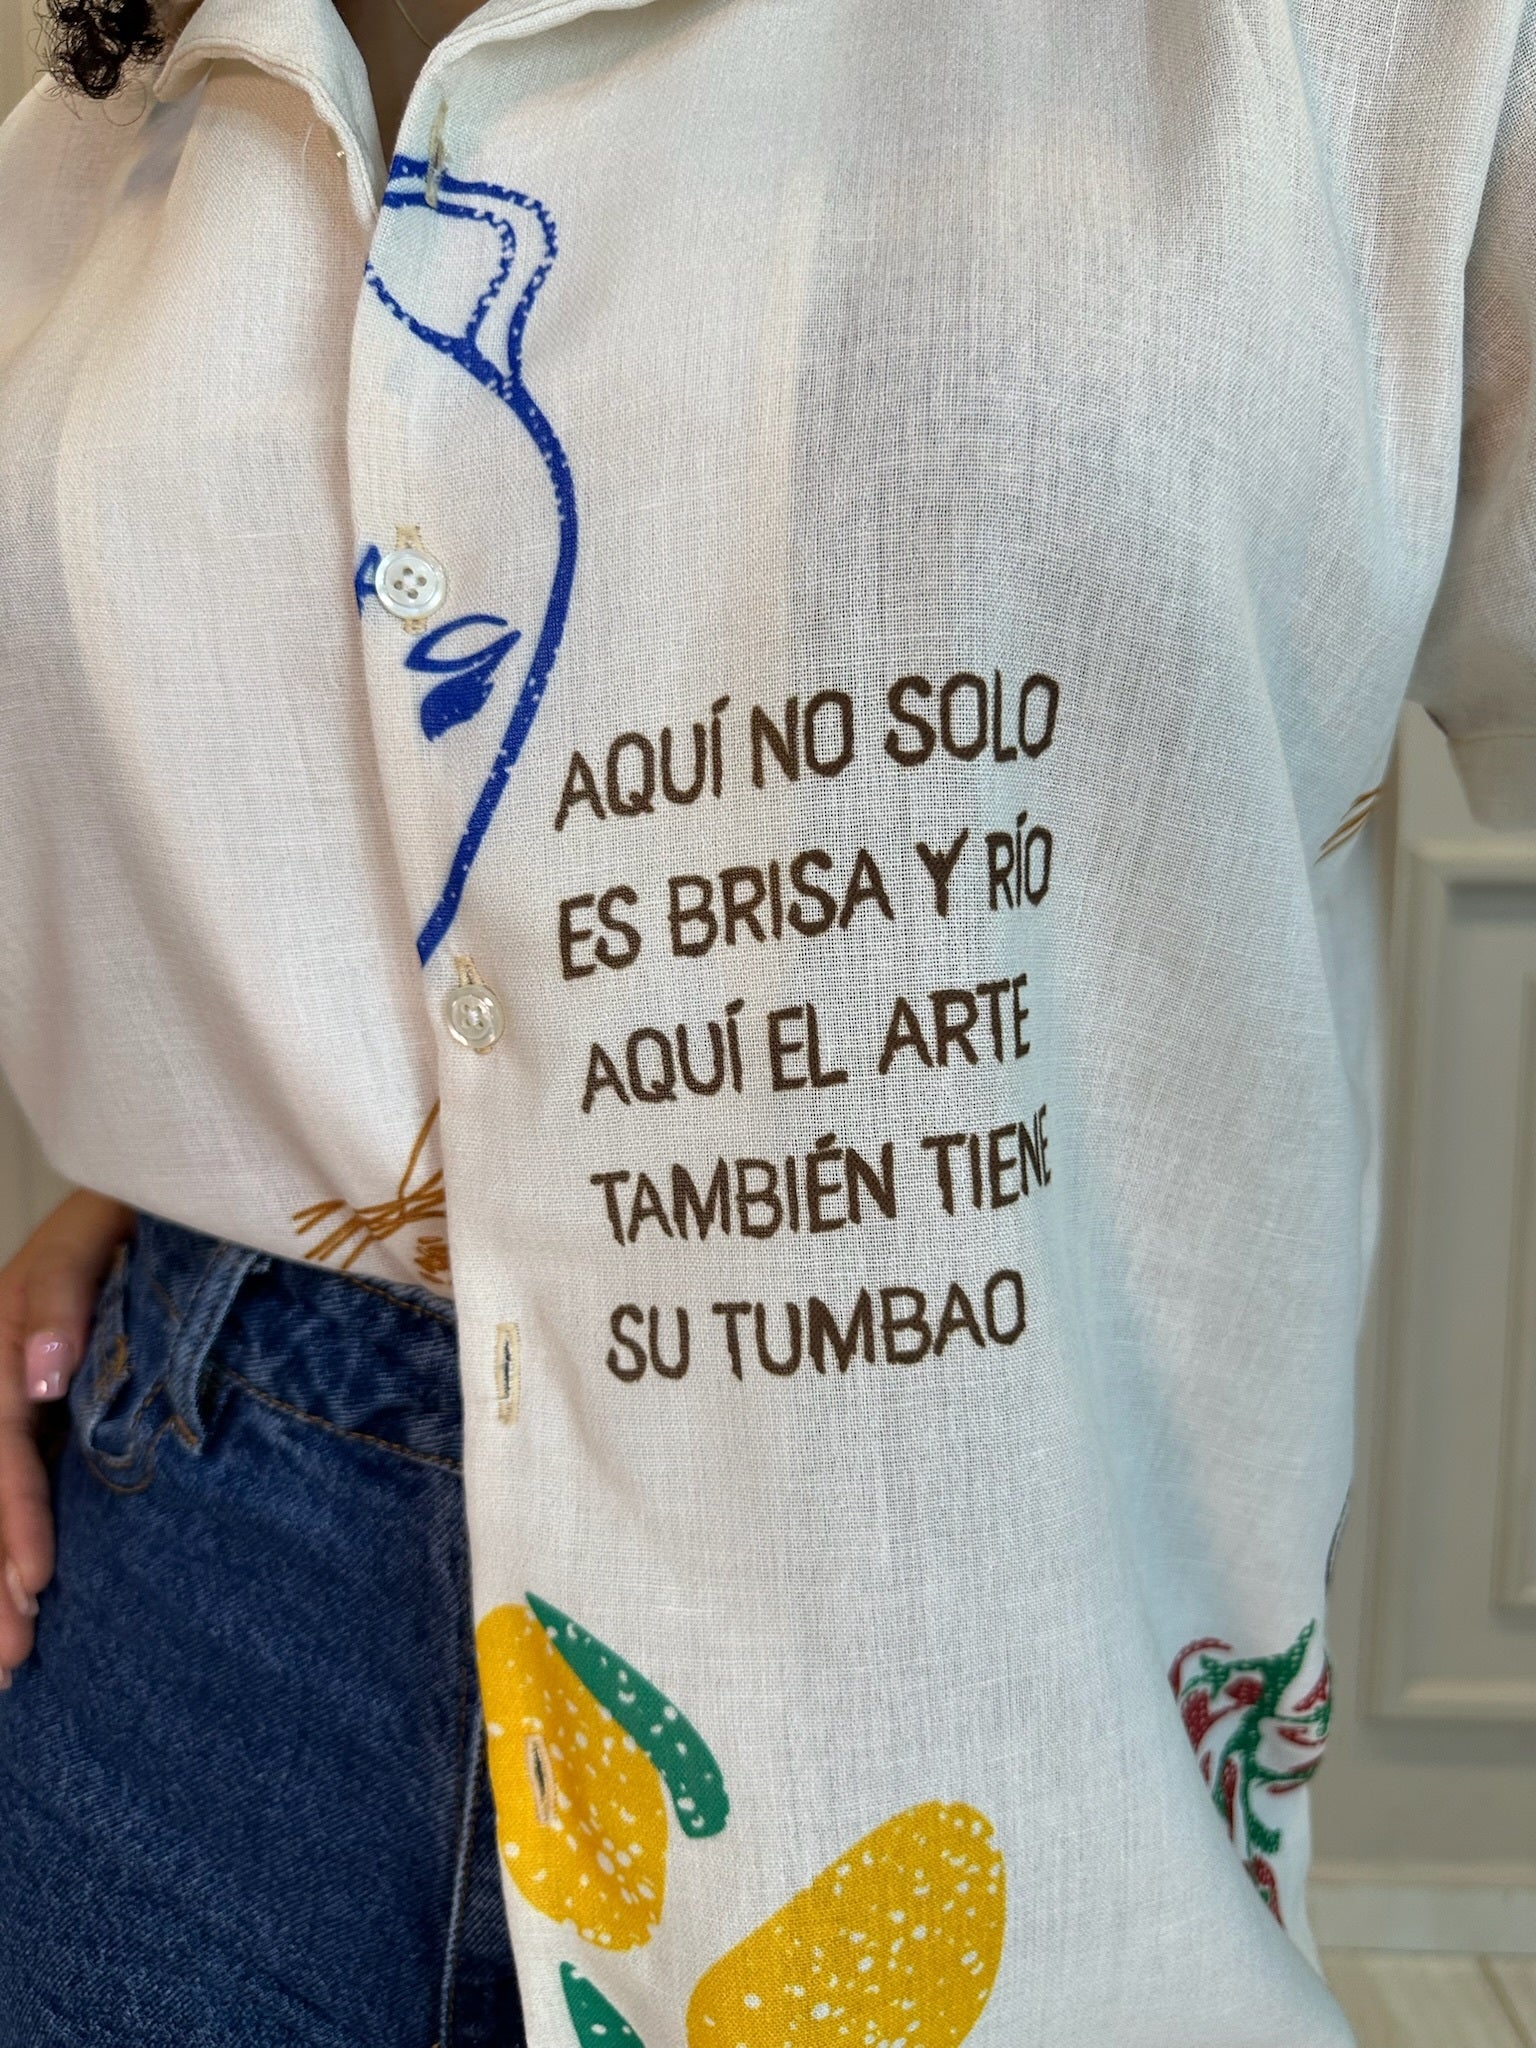 AQUÍ NO SOLO
ES BRISA Y RÍO
AQUÍ EL ARTE
TAMBIÉN TIENE
SU TUMBAO